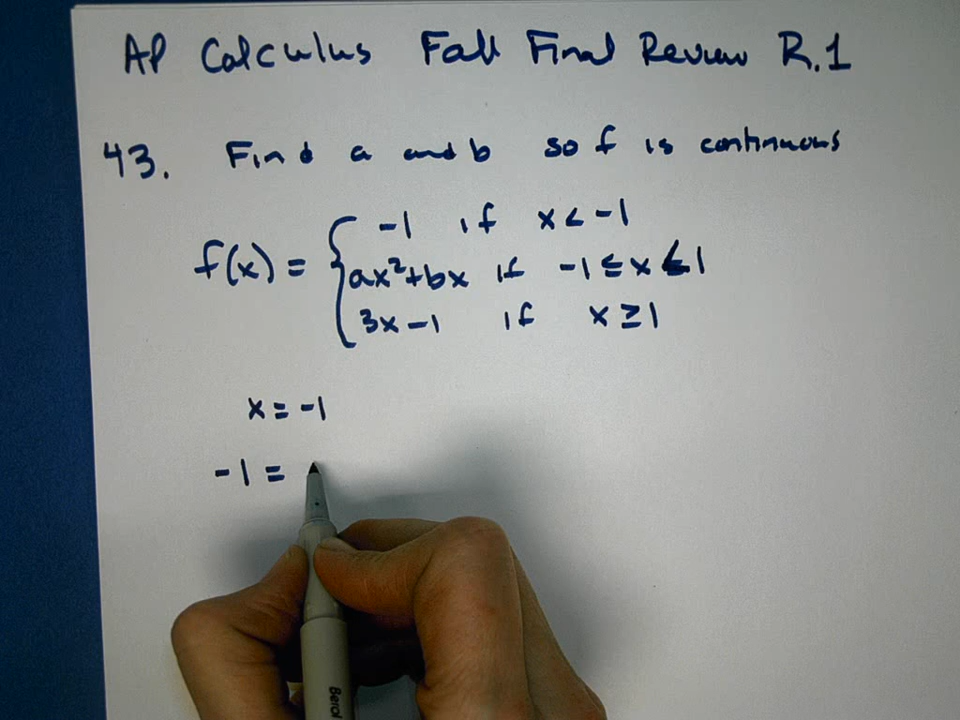 AP Calculus Fall Final Review R.1
43. Find a and b so f is continuous
f(x) = { -1 if x < -1
ax²+bx if -1 ≤ x < 1
3x-1 if x ≥ 1
x = -1
-1 =
Berol